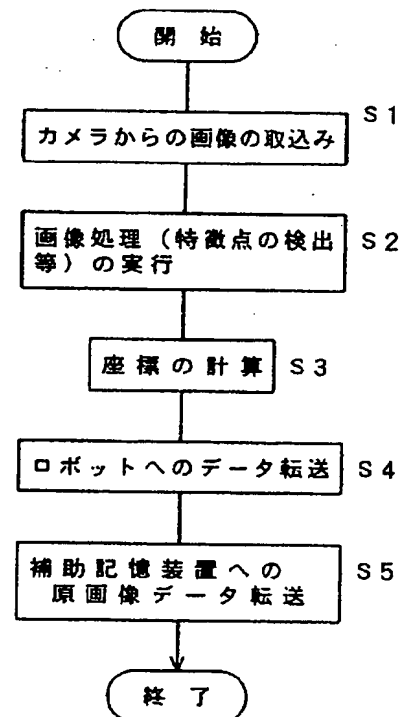 開始
S1
カメラからの画像の取込み
画像処理（特徴点の検出
等）の実行
S2
座標の計算 S3
ロボットへのデータ転送 S4
補助記憶装置への
原画像データ転送
S5
終了